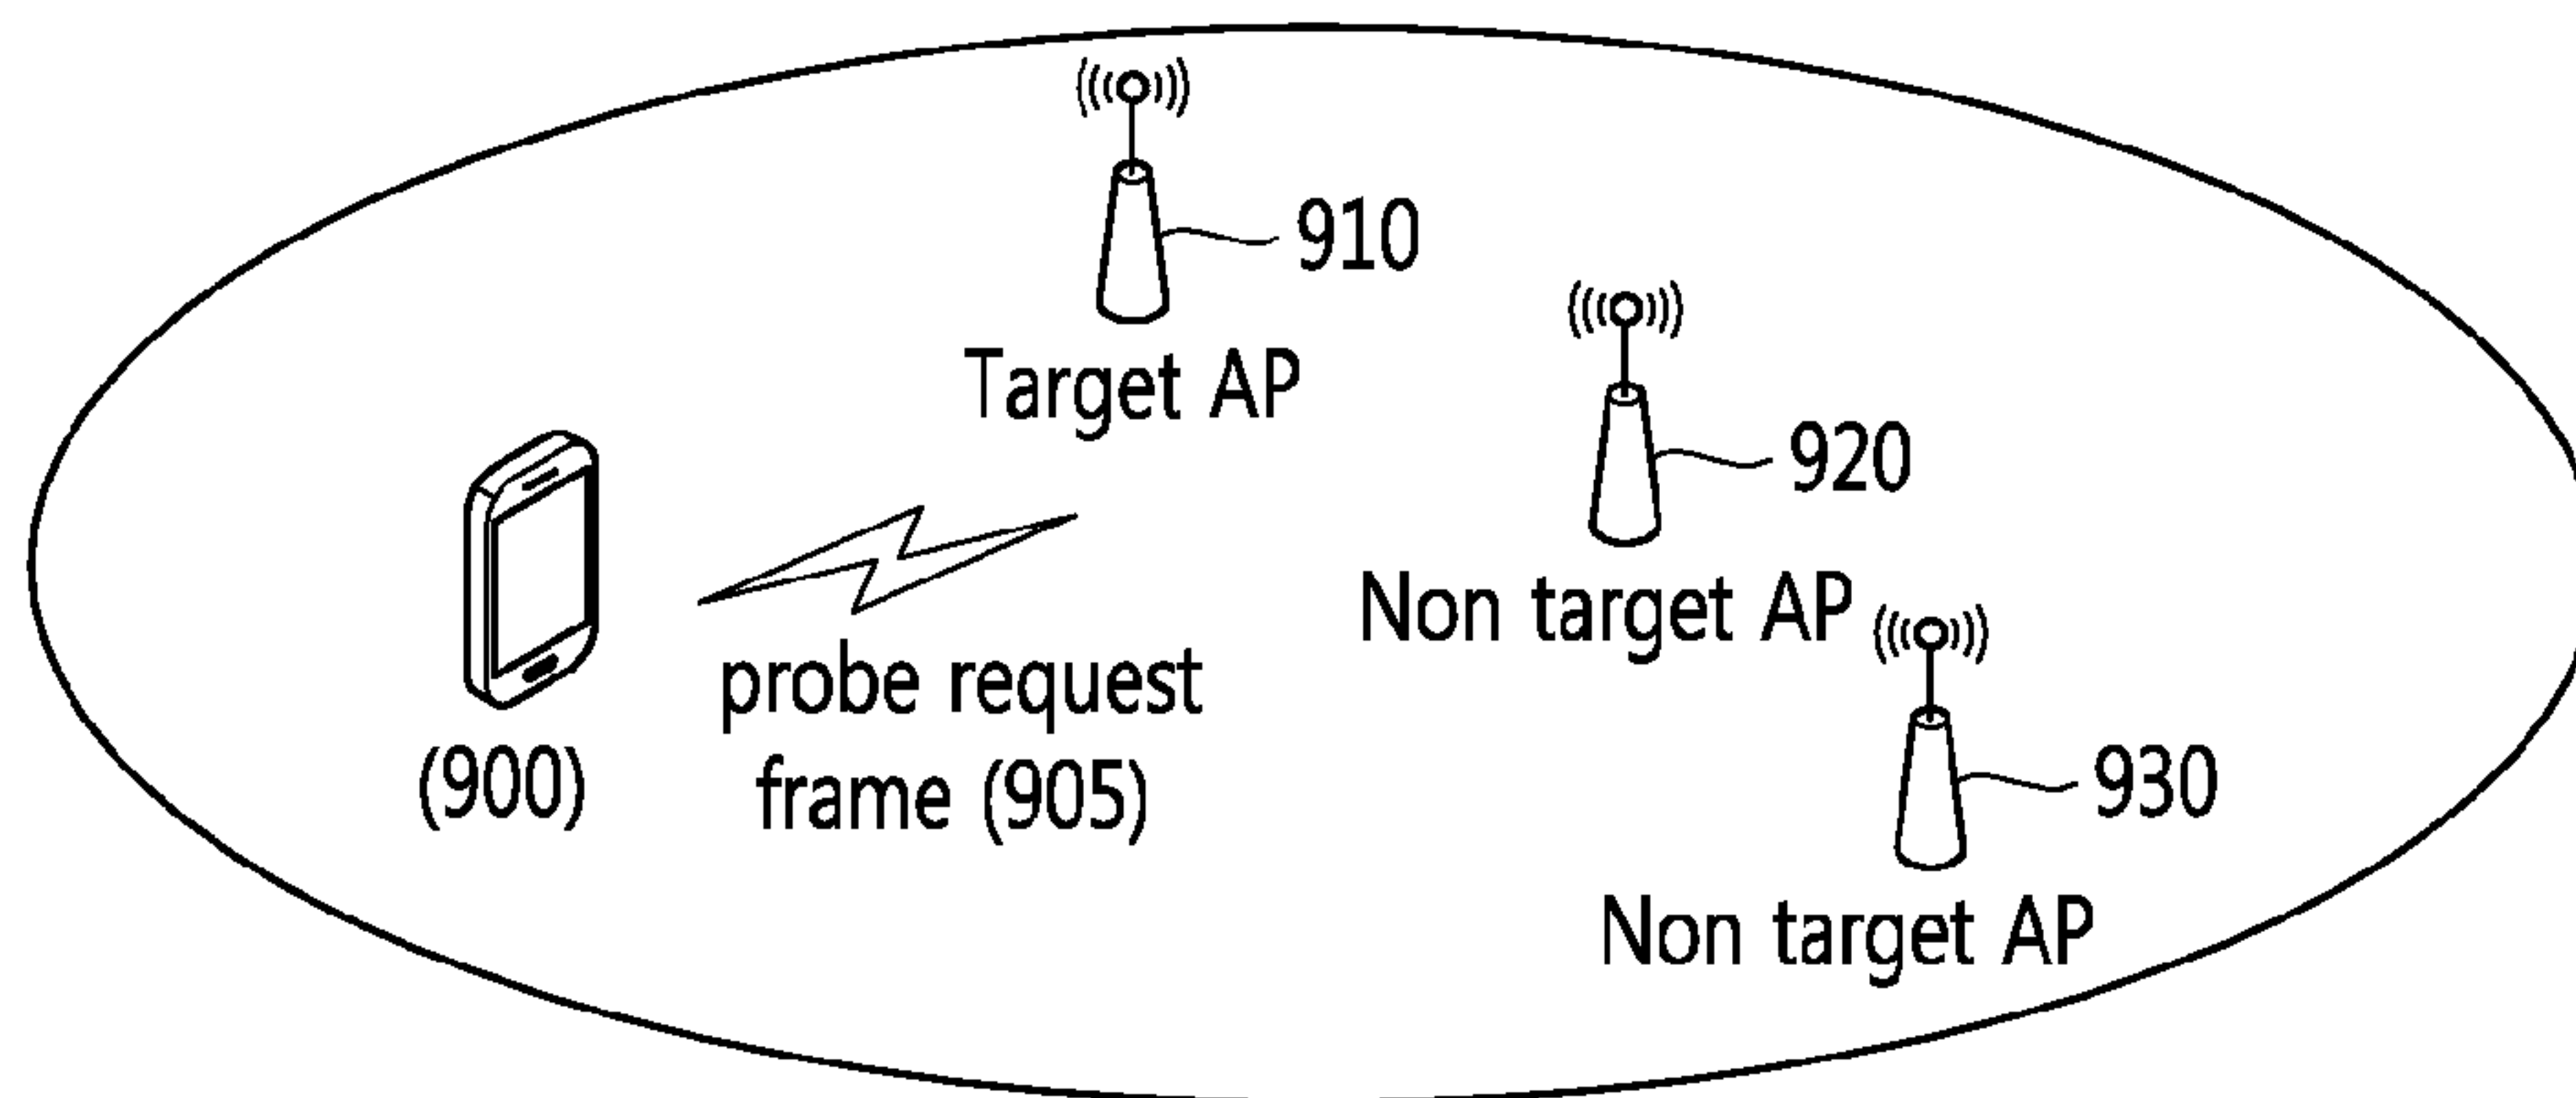 910
Target AP
920
Non target AP
probe request
frame (905)
(900)
930
Non target AP